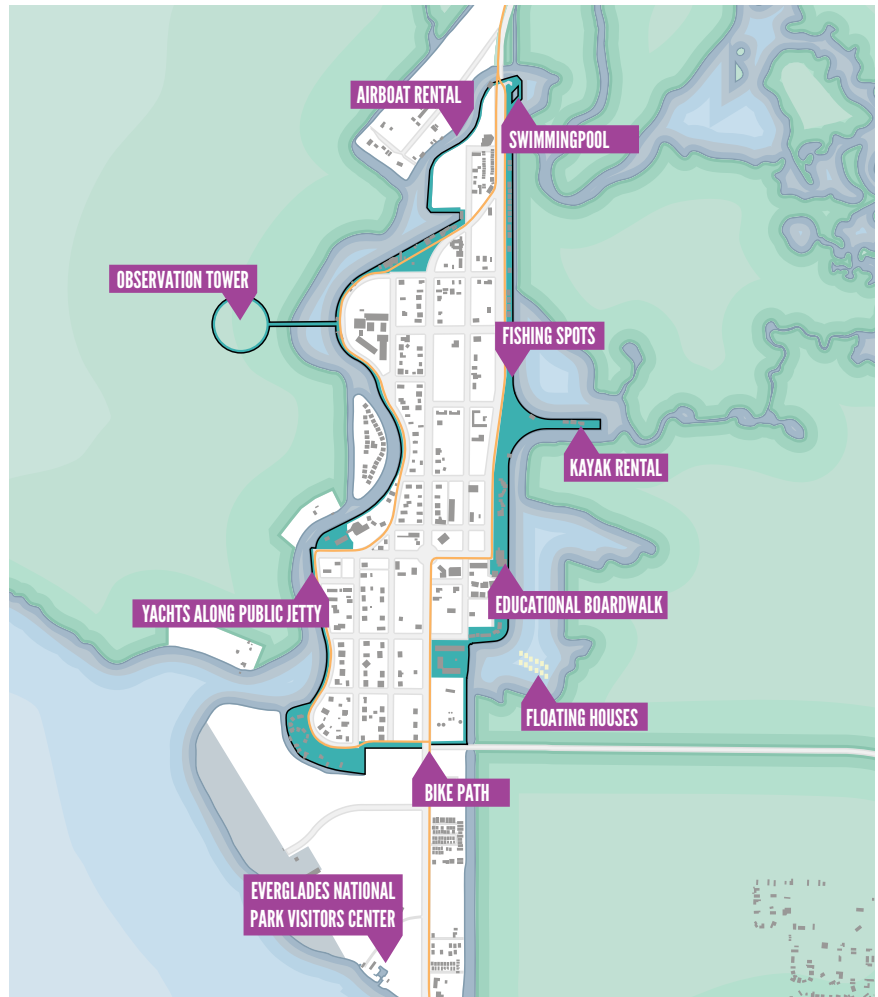 AIRBOAT RENTAL
SWIMMINGPOOL
OBSERVATION TOWER
FISHING SPOTS
KAYAK RENTAL
YACHTS ALONG PUBLIC JETTY
EDUCATIONAL BOARDWALK
FLOATING HOUSES
BIKE PATH
EVERGLADES NATIONAL
PARK VISITORS CENTER